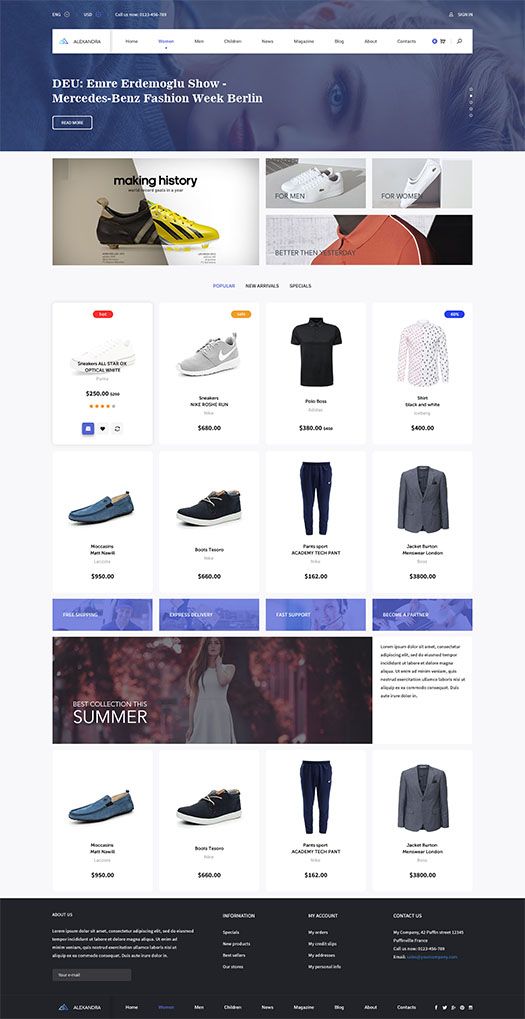 ENG USD Call us now: 0123-456-789 SIGN IN
ALEXANDRA Home Women Men Children News Magazine Blog About Contacts
DEU: Emre Erdemoglu Show -
Mercedes-Benz Fashion Week Berlin
READ MORE
making history
world record goals in a year
FOR MEN
FOR WOMEN
BETTER THEN YESTERDAY
POPULAR NEW ARRIVALS SPECIALS
hot
60%
Sneakers ALL STAR OX
OPTICAL WHITE
Puma
$250.00 $260
Sneakers
NIKE ROSHE RUN
Nike
$680.00
Polo Boss
Adidas
$380.00 $450
Shirt
black and white
Iceberg
$400.00
Moccasins
Matt Nawill
Lacoste
$950.00
Boots Tesoro
Nike
$660.00
Pants sport
ACADEMY TECH PANT
Nike
$162.00
Jacket Burton
Menswear London
Boss
$3800.00
FREE SHIPPING
EXPRESS DELIVERY
FAST SUPPORT
BECOME A PARTNER
BEST COLLECTION THIS
SUMMER
Lorem ipsum dolor sit amet, consectetur
adipisicing elit, sed do eiusmod tempor
incididunt ut labore et dolore magna aliqua.
Ut enim ad minim veniam, quis nostrud
exercitation ullamco laboris nisi ut
aliquip ex ea commodo consequat. Duis
aute irure dolor in.
Moccasins
Matt Nawill
Lacoste
$950.00
Boots Tesoro
Nike
$660.00
Pants sport
ACADEMY TECH PANT
Nike
$162.00
Jacket Burton
Menswear London
Boss
$3800.00
ABOUT US
Lorem ipsum dolor sit amet, consectetur adipisicing elit, sed do
eiusmod tempor incididunt ut labore et dolore magna aliqua.
Ut enim ad minim veniam, quis nostrud exercitation ullamco
laboris, quis nostrud exercitation ullamco laboris nisi ut aliquip.
Your e-mail
INFORMATION
Specials
New products
Best sellers
Our stores
MY ACCOUNT
My orders
My credit slips
My addresses
My personal info
CONTACT US
My Company, 42 Puffin street 12345
Puffinville France
Call us now: 0123-456-789
Email: sales@yourcompany.com
ALEXANDRA Home Women Men Children News Magazine Blog About Contacts